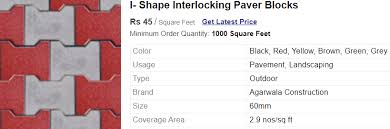 I- Shape Interlocking Paver Blocks
Rs 45 / Square Feet Get Latest Price
Minimum Order Quantity: 1000 Square Feet
Color Black, Red, Yellow, Brown, Green, Grey
Usage Pavement, Landscaping
Type Outdoor
Brand Agarwalla Construction
Size 60mm
Coverage Area 2.9 nos/sq ft